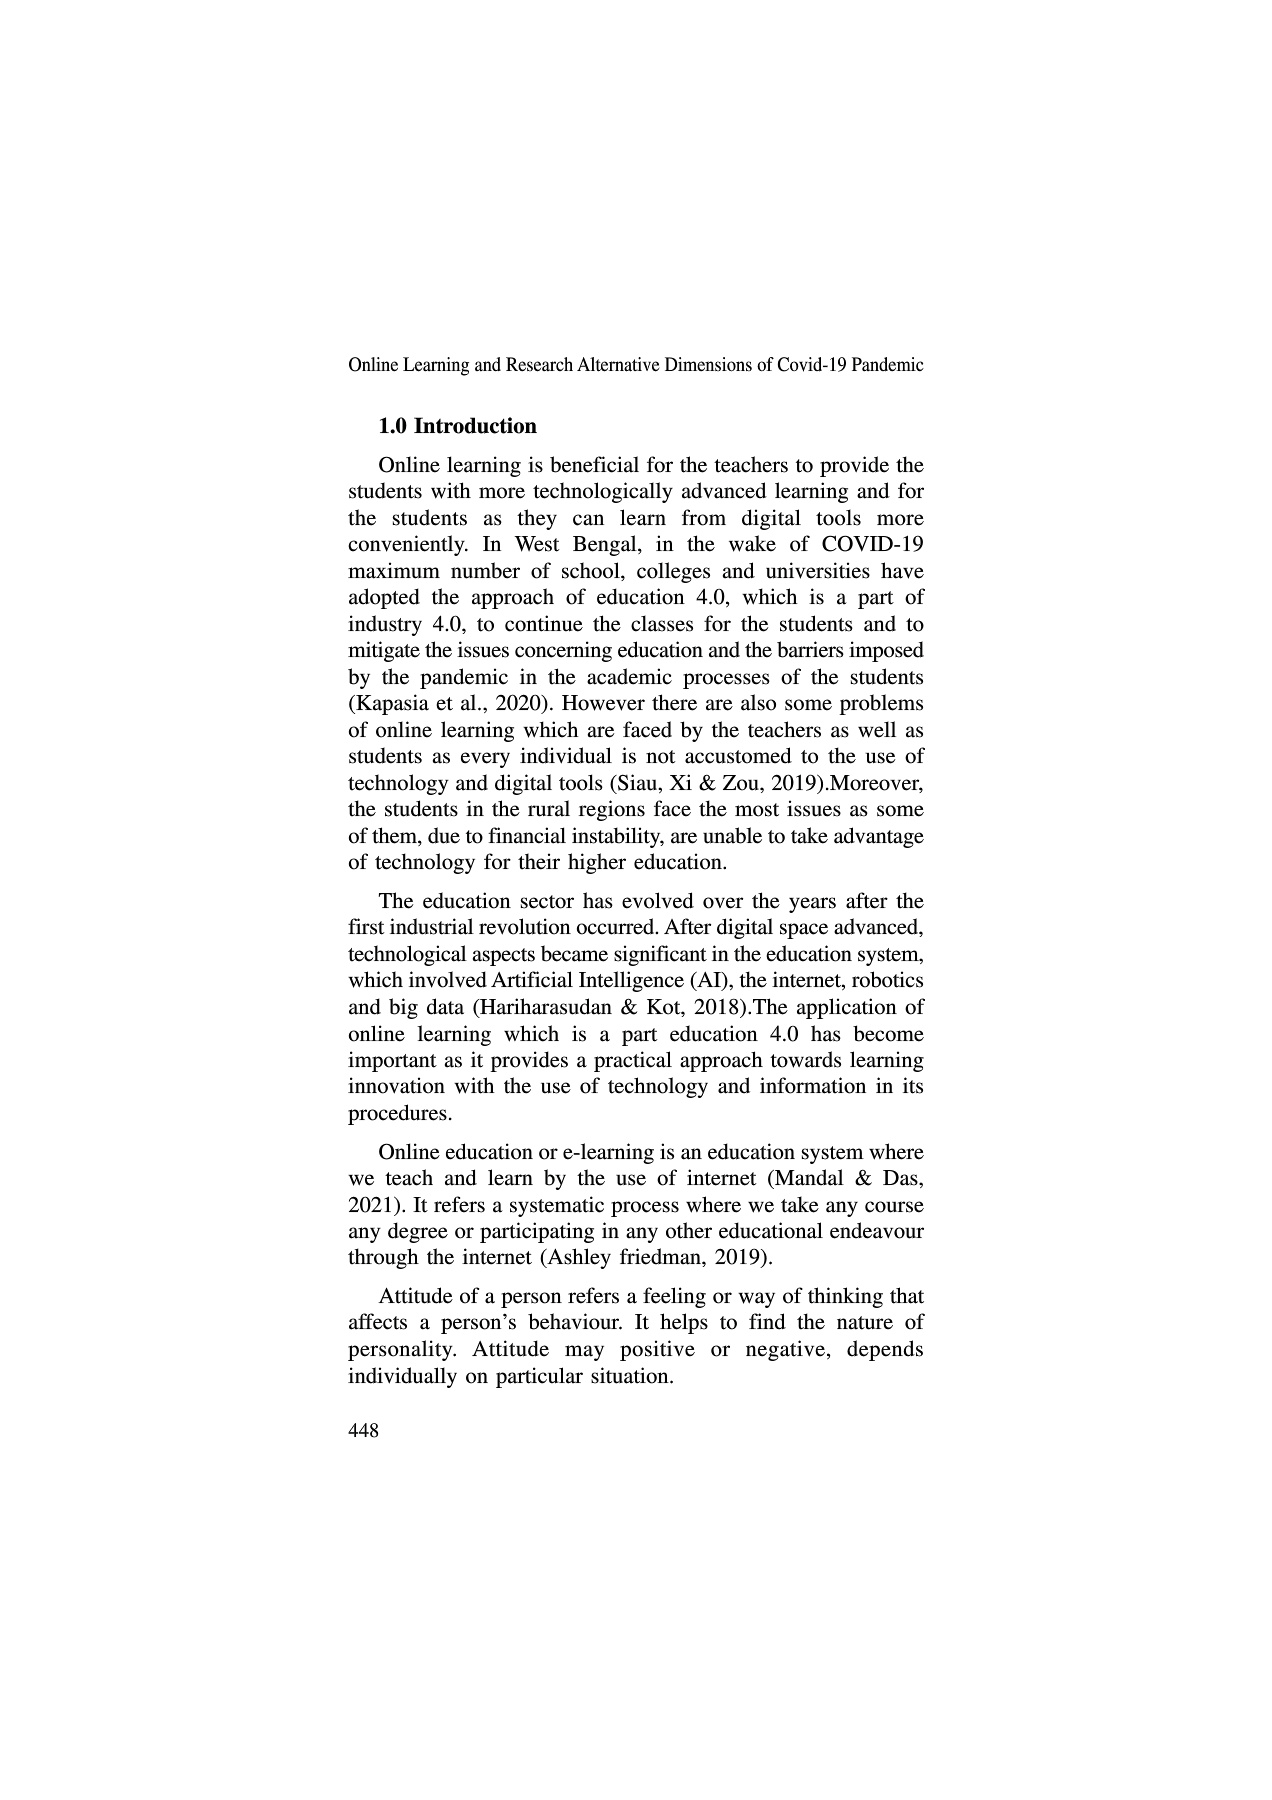 Online Learning and Research Alternative Dimensions of Covid-19 Pandemic
1.0 Introduction
Online learning is beneficial for the teachers to provide the
students with more technologically advanced learning and for
the students as they can learn from digital tools more
conveniently. In West Bengal, in the wake of COVID-19
maximum number of school, colleges and universities have
adopted the approach of education 4.0, which is a part of
industry 4.0, to continue the classes for the students and to
mitigate the issues concerning education and the barriers imposed
by the pandemic in the academic processes of the students
(Kapasia et al., 2020). However there are also some problems
of online learning which are faced by the teachers as well as
students as every individual is not accustomed to the use of
technology and digital tools (Siau, Xi & Zou, 2019).Moreover,
the students in the rural regions face the most issues as some
of them, due to financial instability, are unable to take advantage
of technology for their higher education.
The education sector has evolved over the years after the
first industrial revolution occurred. After digital space advanced,
technological aspects became significant in the education system,
which involved Artificial Intelligence (AI), the internet, robotics
and big data (Hariharasudan & Kot, 2018).The application of
online learning which is a part education 4.0 has become
important as it provides a practical approach towards learning
innovation with the use of technology and information in its
procedures.
Online education or e-learning is an education system where
we teach and learn by the use of internet (Mandal & Das,
2021). It refers a systematic process where we take any course
any degree or participating in any other educational endeavour
through the internet (Ashley friedman, 2019).
Attitude of a person refers a feeling or way of thinking that
affects a person’s behaviour. It helps to find the nature of
personality. Attitude may positive or negative, depends
individually on particular situation.
448